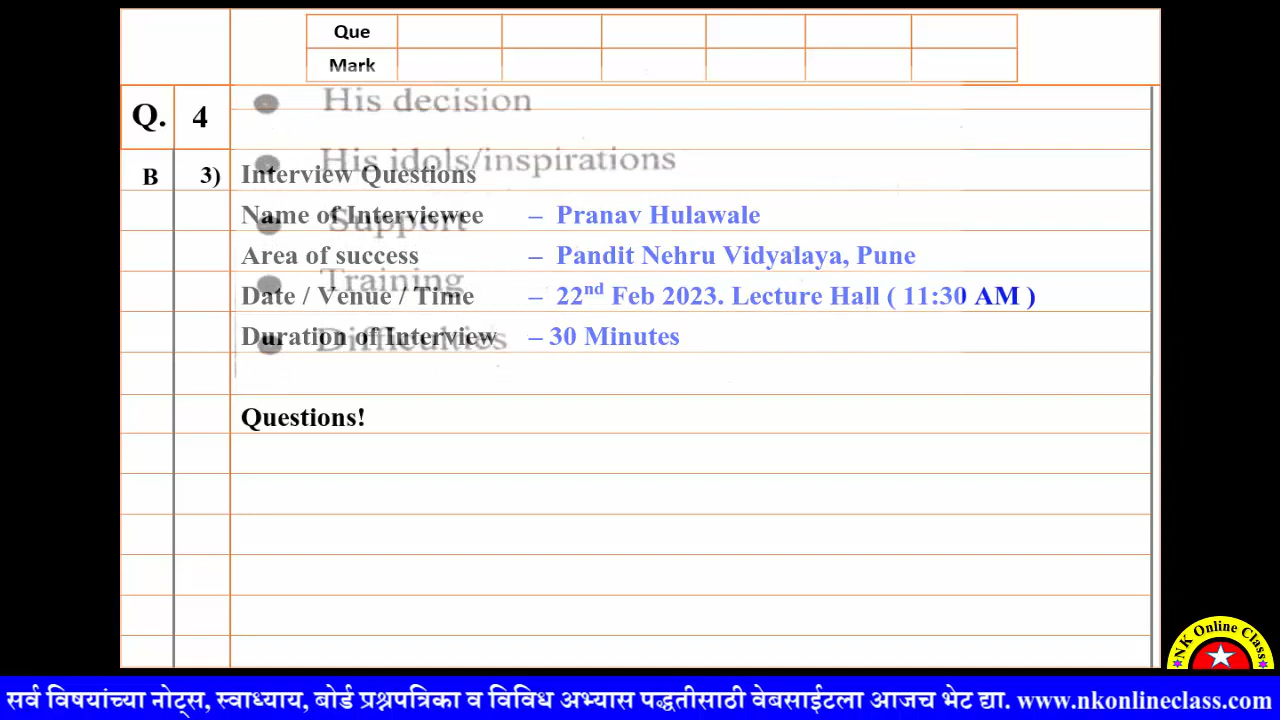 Que
Mark
Q. 4
His decision
His idols/inspirations
B 3) Interview Questions
Name of Interviewee – Pranav Hulawale
Support
Area of success – Pandit Nehru Vidyalaya, Pune
Training
Date / Venue / Time – 22nd Feb 2023. Lecture Hall ( 11:30 AM )
Duration of Interview – 30 Minutes
Difficulties
Questions!
NK Online Class
सर्व विषयांच्या नोट्स, स्वाध्याय, बोर्ड प्रश्नपत्रिका व विविध अभ्यास पद्धतीसाठी वेबसाईटला आजच भेट द्या. www.nkonlineclass.com